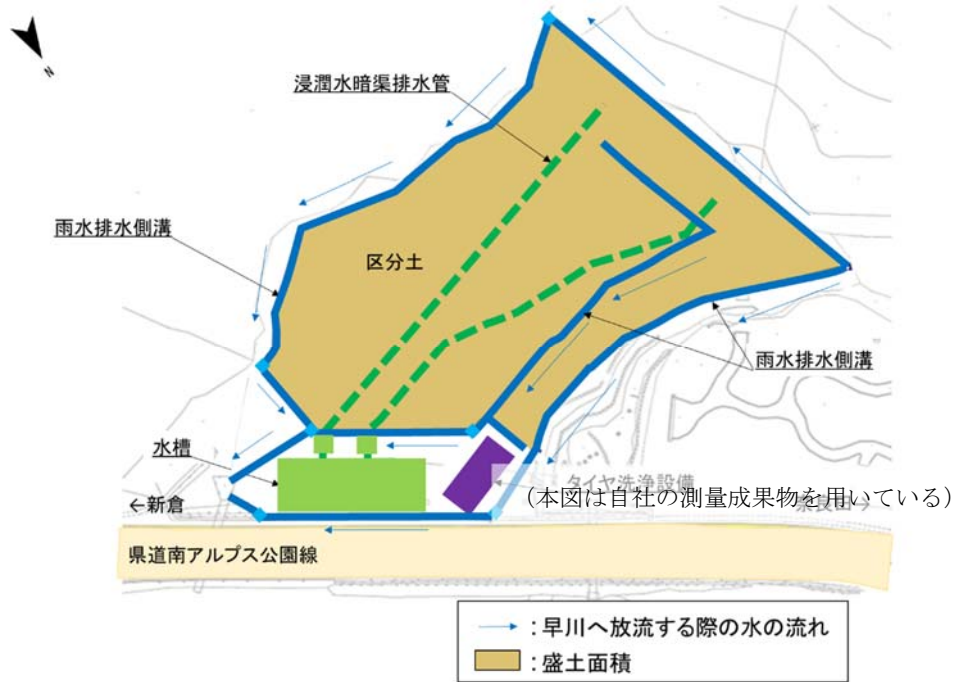 N
浸潤水暗渠排水管
雨水排水側溝
区分土
雨水排水側溝
水槽
タイヤ洗浄設備
（本図は自社の測量成果物を用いている）
←新倉
奈良田→
県道南アルプス公園線
：早川へ放流する際の水の流れ
：盛土面積